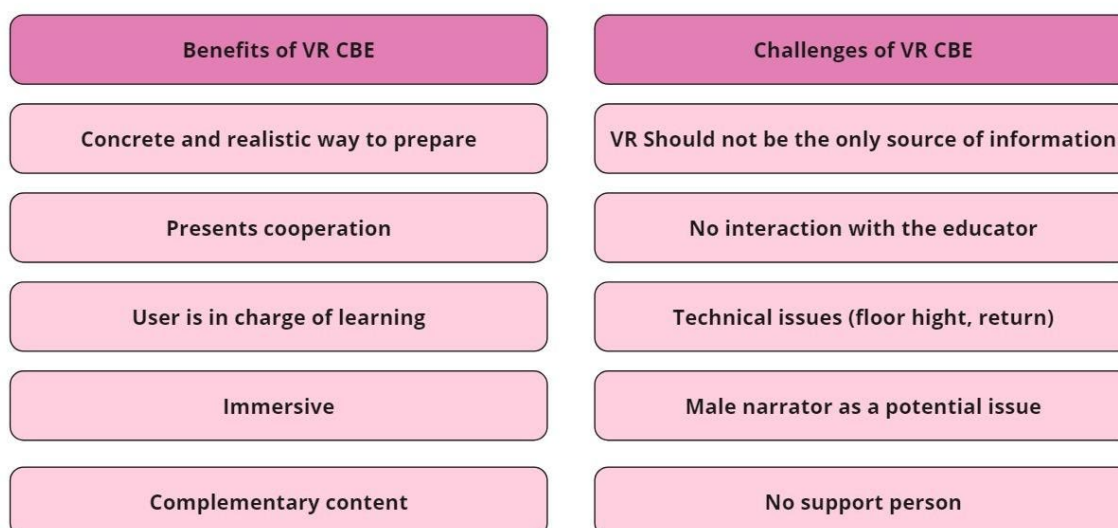 Benefits of VR CBE
Concrete and realistic way to prepare
Presents cooperation
User is in charge of learning
Immersive
Complementary content
Challenges of VR CBE
VR Should not be the only source of information
No interaction with the educator
Technical issues (floor hight, return)
Male narrator as a potential issue
No support person